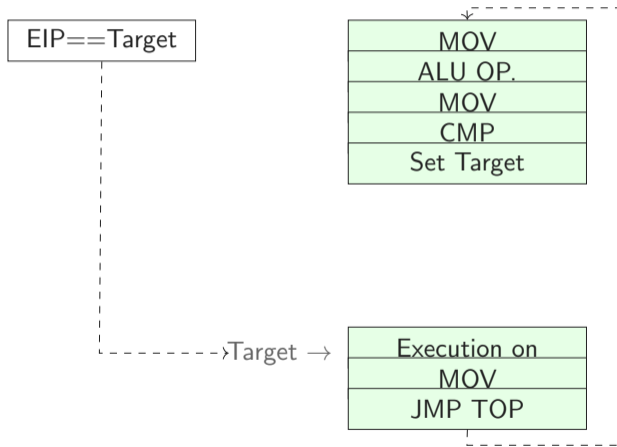 EIP==Target
MOV
ALU OP.
MOV
CMP
Set Target
Target →
Execution on
MOV
JMP TOP